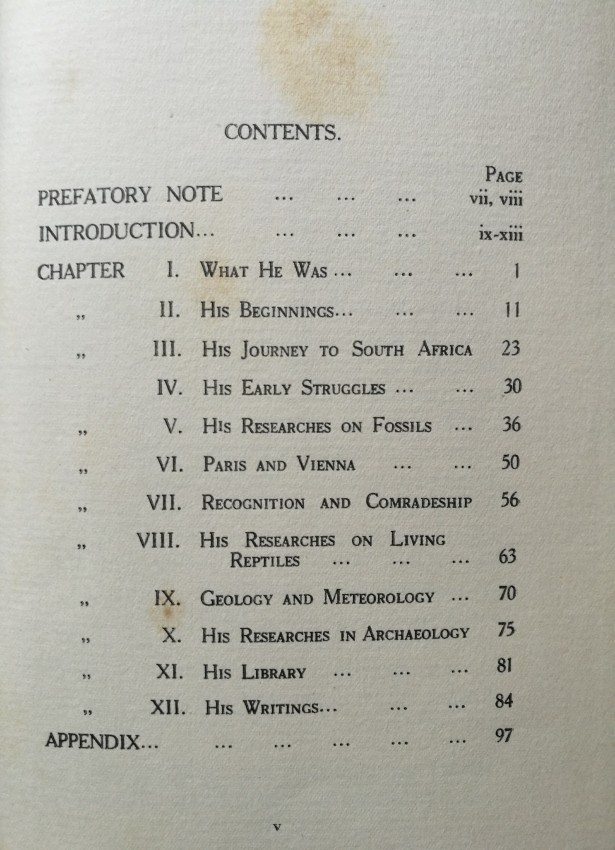 CONTENTS.
PAGE
PREFATORY NOTE ... ... ... vii, viii
INTRODUCTION... ... ... ... ix-xiii
CHAPTER I. WHAT HE WAS ... ... ... 1
„ II. HIS BEGINNINGS... ... ... 11
„ III. HIS JOURNEY TO SOUTH AFRICA 23
IV. HIS EARLY STRUGGLES ... ... 30
„ V. HIS RESEARCHES ON FOSSILS ... 36
„ VI. PARIS AND VIENNA ... ... 50
„ VII. RECOGNITION AND COMRADESHIP 56
„ VIII. HIS RESEARCHES ON LIVING
REPTILES ... ... ... 63
„ IX. GEOLOGY AND METEOROLOGY ... 70
„ X. HIS RESEARCHES IN ARCHAEOLOGY 75
„ XI. HIS LIBRARY ... ... ... 81
„ XII. HIS WRITINGS... ... ... 84
APPENDIX... ... ... ... ... ... 97
v